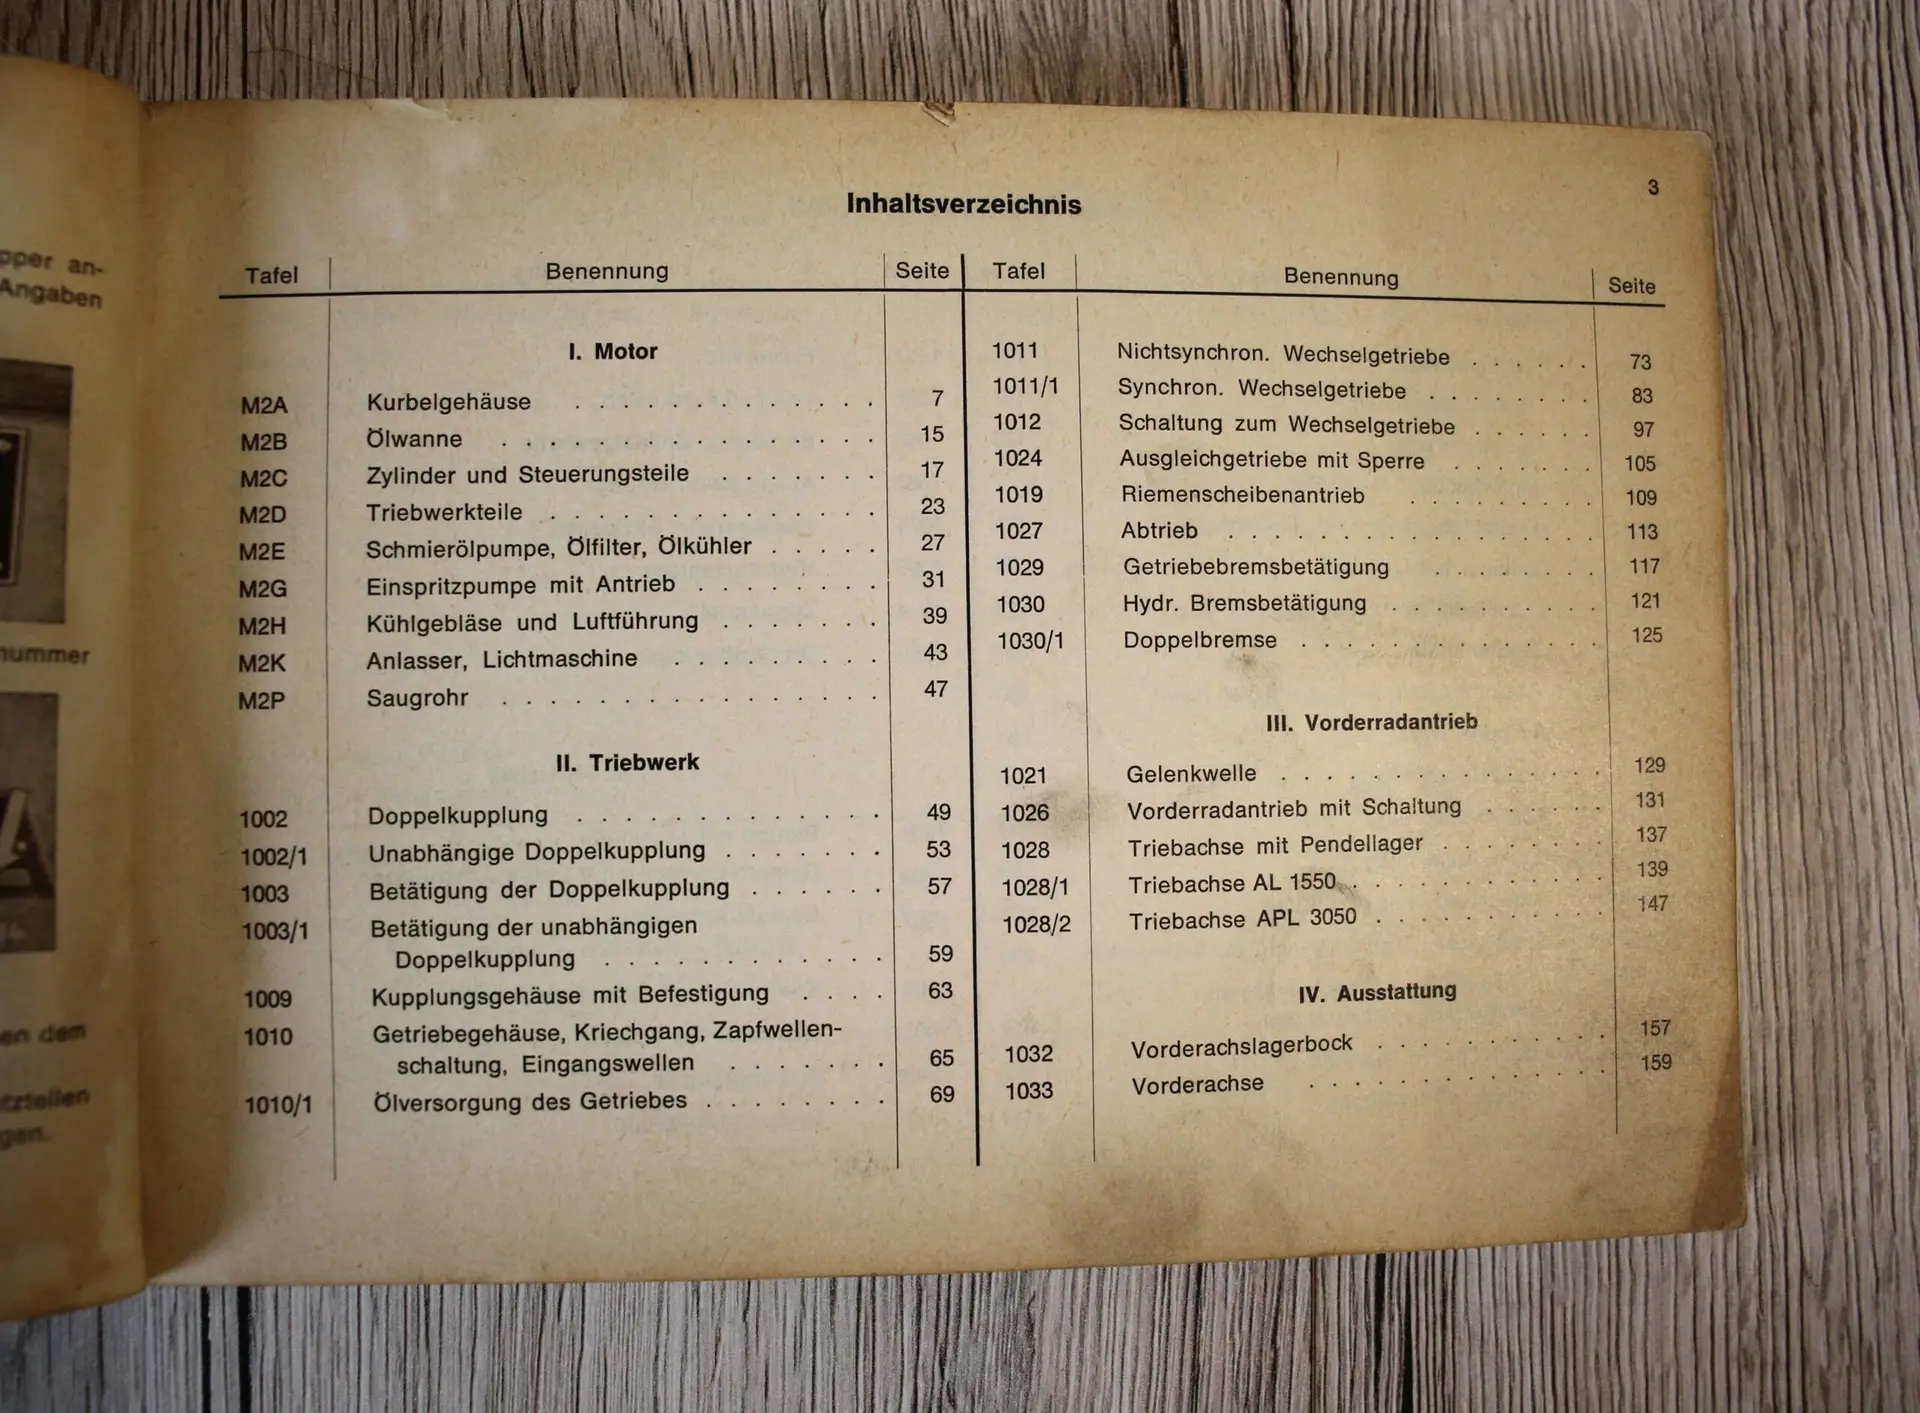 pper an-
Angaben
nummer
en dem
tzteilen
gen.
3
Inhaltsverzeichnis
Tafel Benennung Seite
I. Motor
M2A Kurbelgehäuse . . . . . . . . . . . . . 7
M2B Ölwanne . . . . . . . . . . . . . . . . 15
M2C Zylinder und Steuerungsteile . . . . . . . 17
M2D Triebwerkteile . . . . . . . . . . . . . . 23
M2E Schmierölpumpe, Ölfilter, Ölkühler . . . . . 27
M2G Einspritzpumpe mit Antrieb . . . . . . . . 31
M2H Kühlgebläse und Luftführung . . . . . . . 39
M2K Anlasser, Lichtmaschine . . . . . . . . . 43
M2P Saugrohr . . . . . . . . . . . . . . . . 47
II. Triebwerk
1002 Doppelkupplung . . . . . . . . . . . . . 49
1002/1 Unabhängige Doppelkupplung . . . . . . . 53
1003 Betätigung der Doppelkupplung . . . . . . 57
1003/1 Betätigung der unabhängigen
Doppelkupplung . . . . . . . . . . . . 59
1009 Kupplungsgehäuse mit Befestigung . . . . 63
1010 Getriebegehäuse, Kriechgang, Zapfwellen-
schaltung, Eingangswellen . . . . . . . 65
1010/1 Ölversorgung des Getriebes . . . . . . . . 69
Tafel Benennung Seite
1011 Nichtsynchron. Wechselgetriebe . . . . . . 73
1011/1 Synchron. Wechselgetriebe . . . . . . . . 83
1012 Schaltung zum Wechselgetriebe . . . . . . 97
1024 Ausgleichgetriebe mit Sperre . . . . . . . 105
1019 Riemenscheibenantrieb . . . . . . . . . 109
1027 Abtrieb . . . . . . . . . . . . . . . . . 113
1029 Getriebebremsbetätigung . . . . . . . . 117
1030 Hydr. Bremsbetätigung . . . . . . . . . . 121
1030/1 Doppelbremse . . . . . . . . . . . . . . 125
III. Vorderradantrieb
1021 Gelenkwelle . . . . . . . . . . . . . . 129
1026 Vorderradantrieb mit Schaltung . . . . . . 131
1028 Triebachse mit Pendellager . . . . . . . . 137
1028/1 Triebachse AL 1550 . . . . . . . . . . . 139
1028/2 Triebachse APL 3050 . . . . . . . . . . 147
IV. Ausstattung
1032 Vorderachslagerbock . . . . . . . . . . 157
1033 Vorderachse . . . . . . . . . . . . . 159